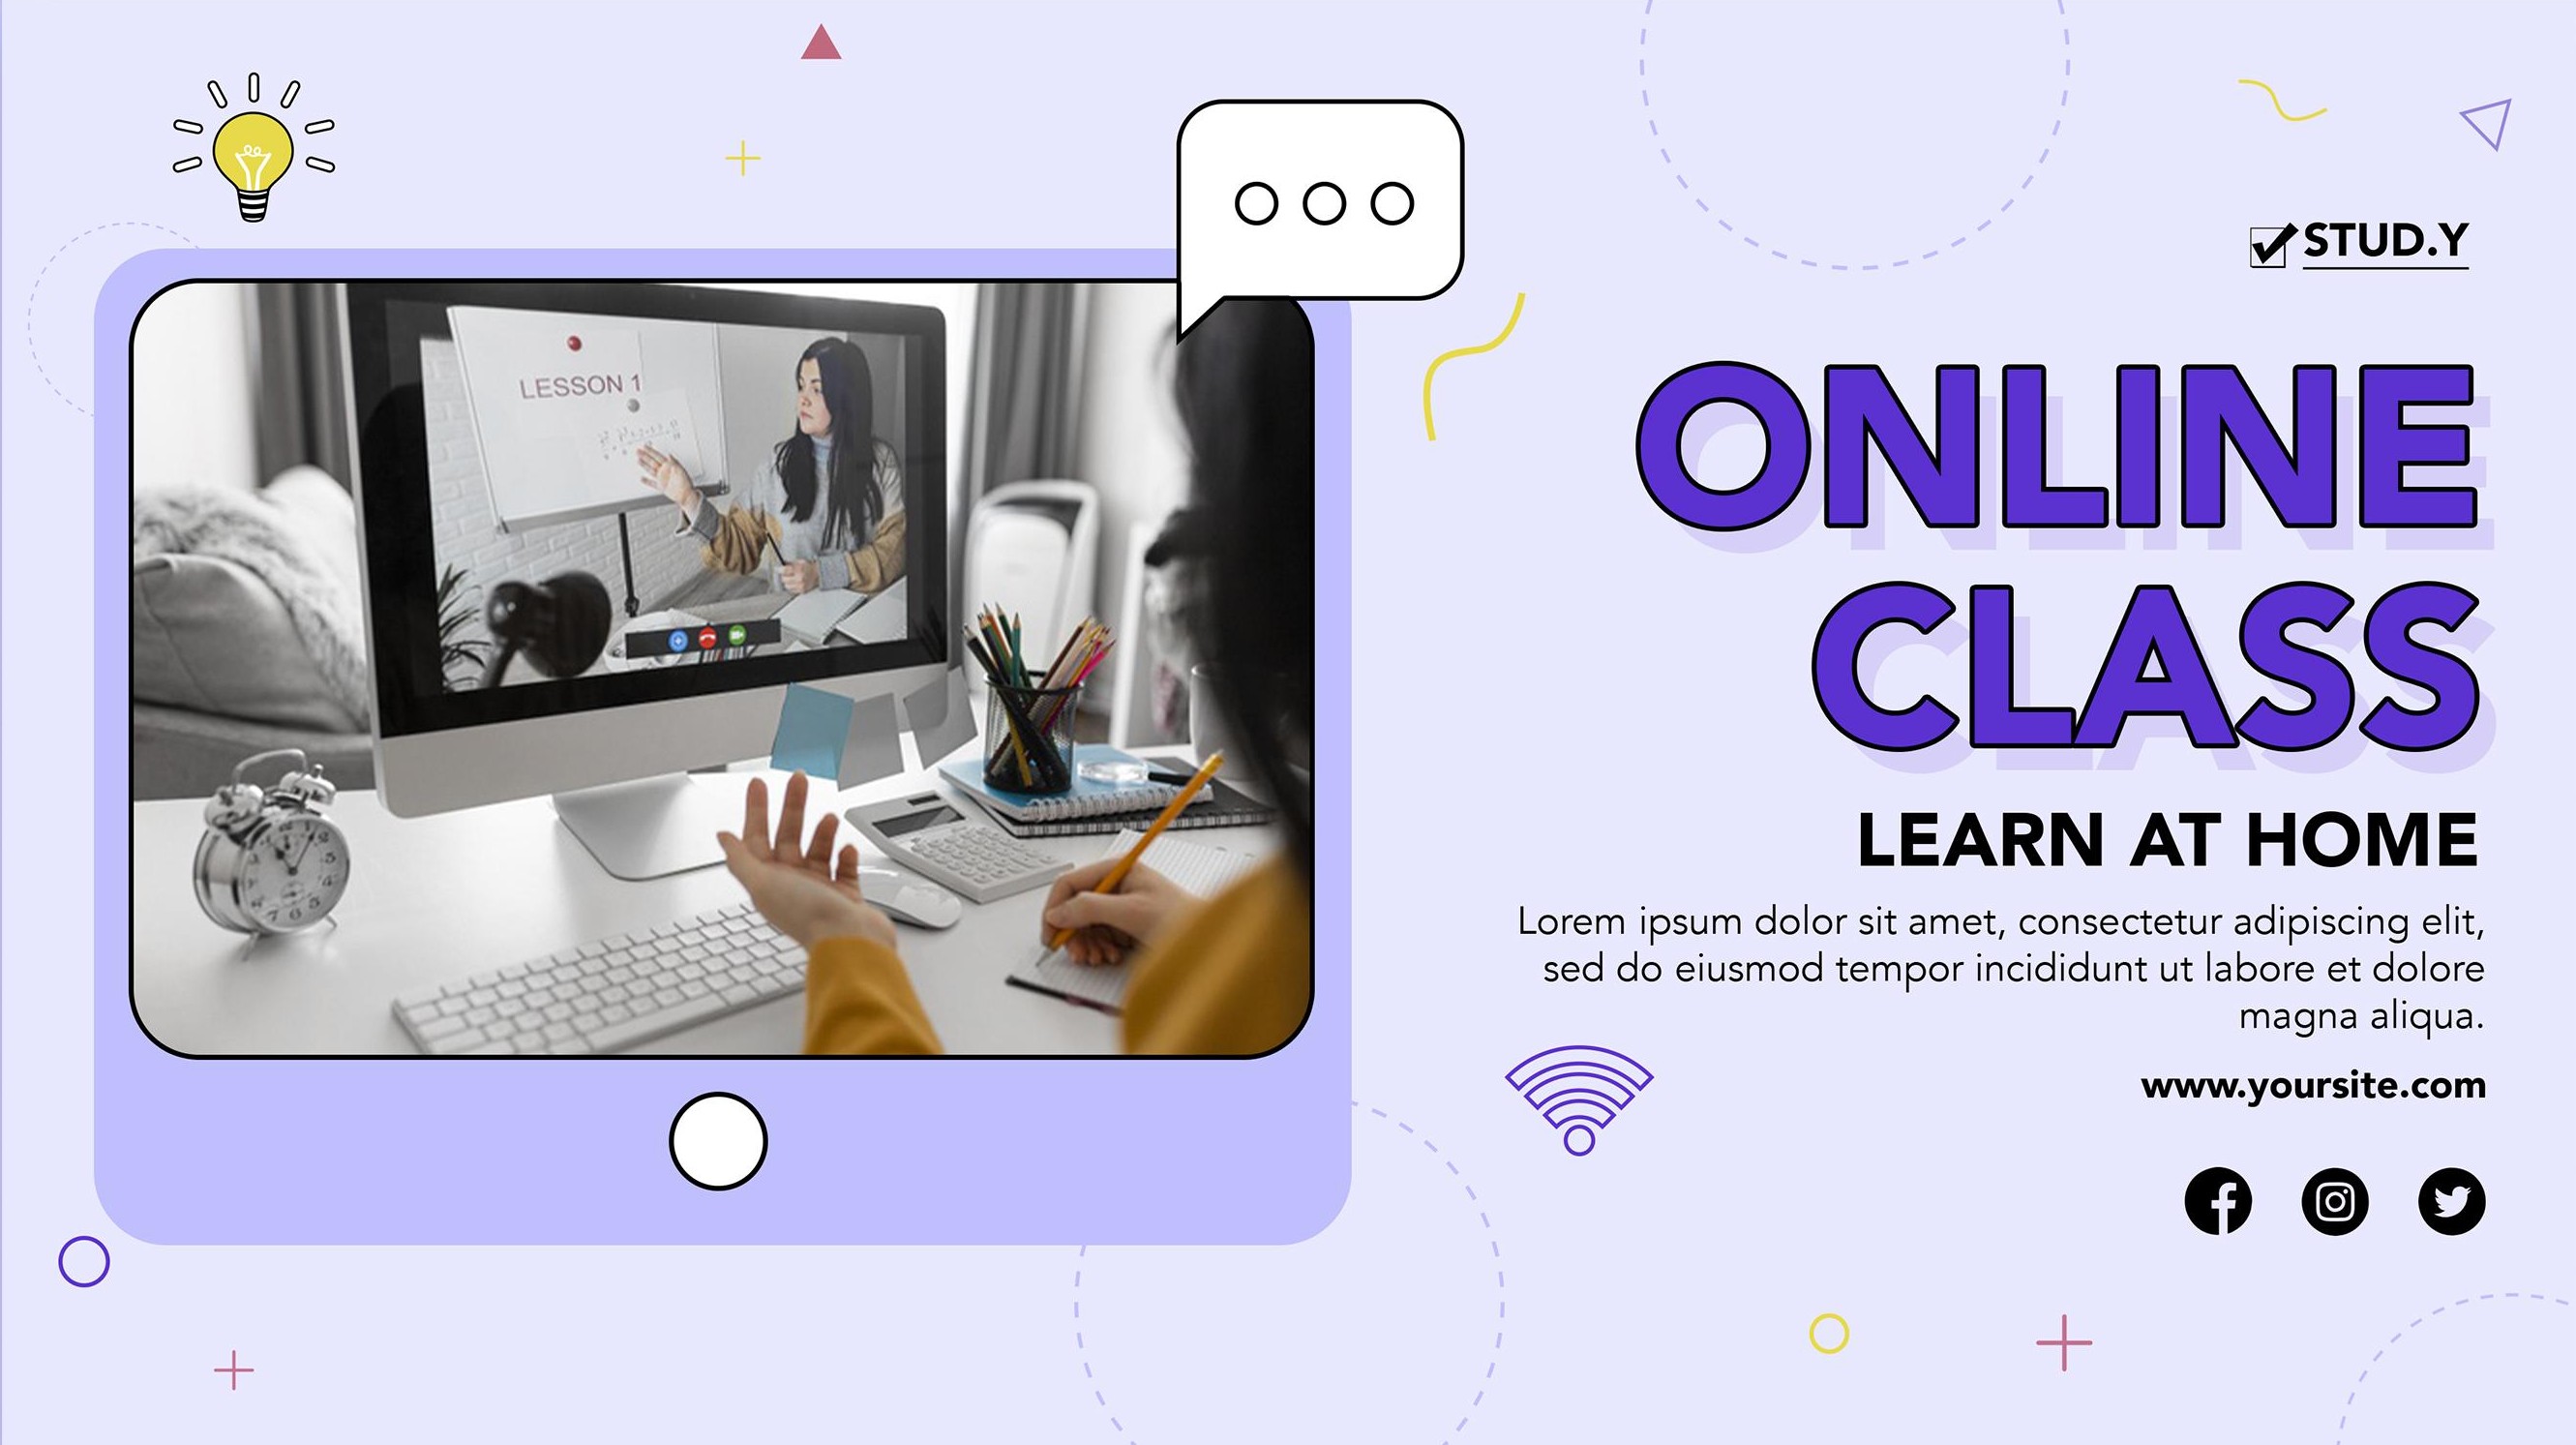 STUD.Y
LESSON 1
ONLINE
CLASS
LEARN AT HOME
Lorem ipsum dolor sit amet, consectetur adipiscing elit,
sed do eiusmod tempor incididunt ut labore et dolore
magna aliqua.
www.yoursite.com